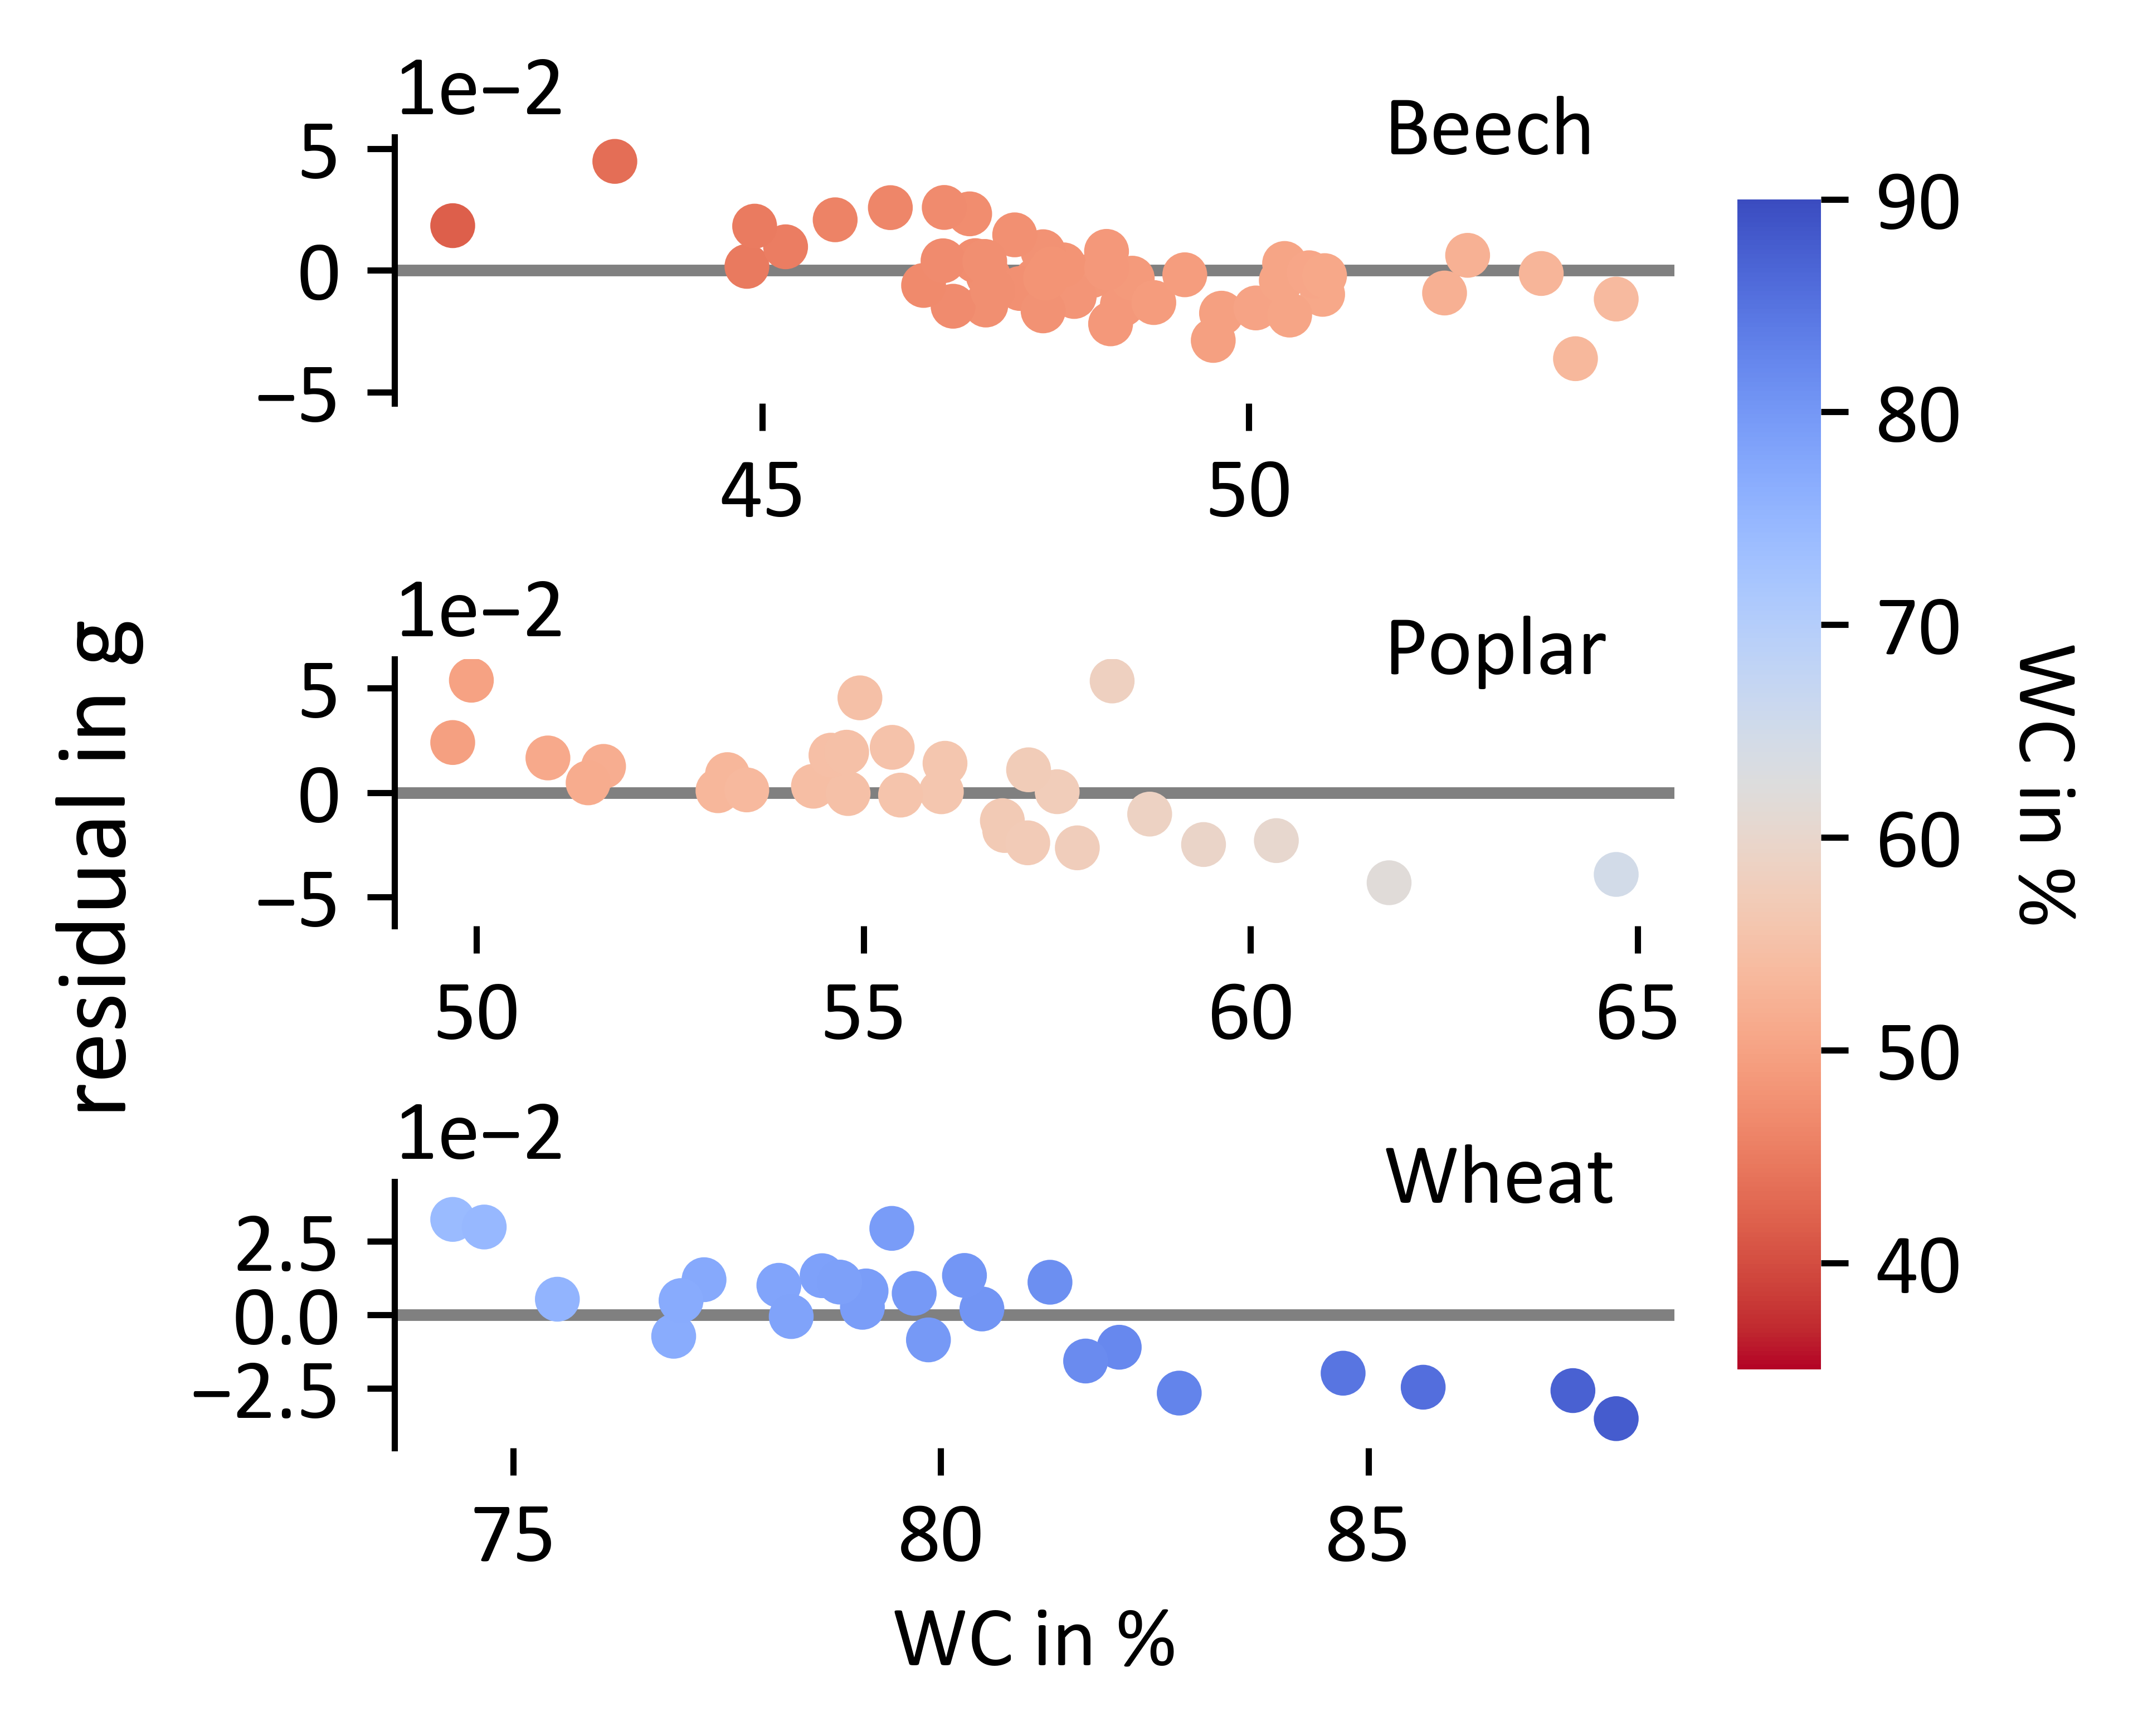 1e−2
Beech
5
0
−5
45 50
1e−2
Poplar
5
0
−5
50 55 60 65
1e−2
Wheat
2.5
0.0
−2.5
75 80 85
WC in %
residual in g
90
80
70
60
50
40
WC in %